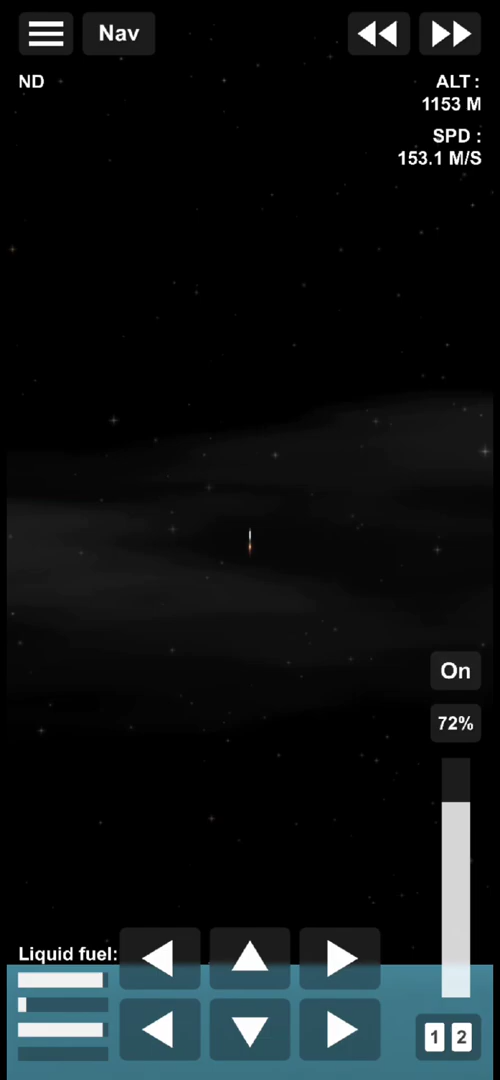 Nav
ND
ALT :
1153 M
SPD :
153.1 M/S
On
72%
Liquid fuel:
1 2